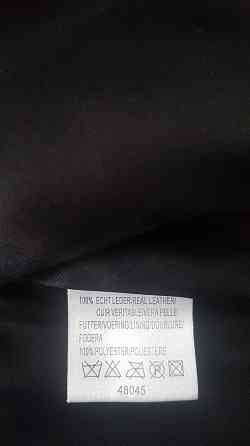 100% ECHTLEDER/REAL LEATHER/
CUIR VERITABLE/VERA PELLE/
FUTTER/VOERING/LINING/DOUBLURE/
FODERA
100% POLYESTER/POLIESTERE
48045